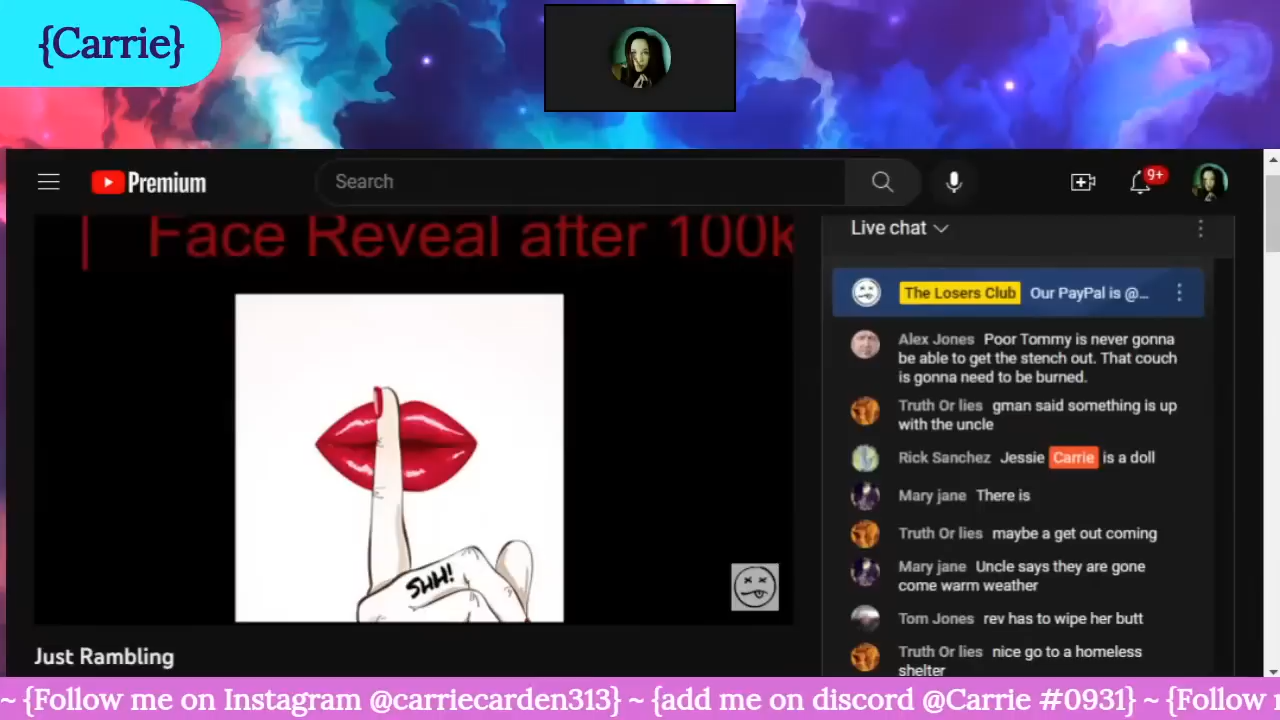 {Carrie}
Premium
Search
9+
| Face Reveal after 100k
SHH!
Just Rambling
Live chat
The Losers Club Our PayPal is @...
Alex Jones Poor Tommy is never gonna
be able to get the stench out. That couch
is gonna need to be burned.
Truth Or lies gman said something is up
with the uncle
Rick Sanchez Jessie Carrie is a doll
Mary jane There is
Truth Or lies maybe a get out coming
Mary jane Uncle says they are gone
come warm weather
Tom Jones rev has to wipe her butt
Truth Or lies nice go to a homeless
shelter
~ {Follow me on Instagram @carriecarden313} ~ {add me on discord @Carrie #0931} ~ {Follow